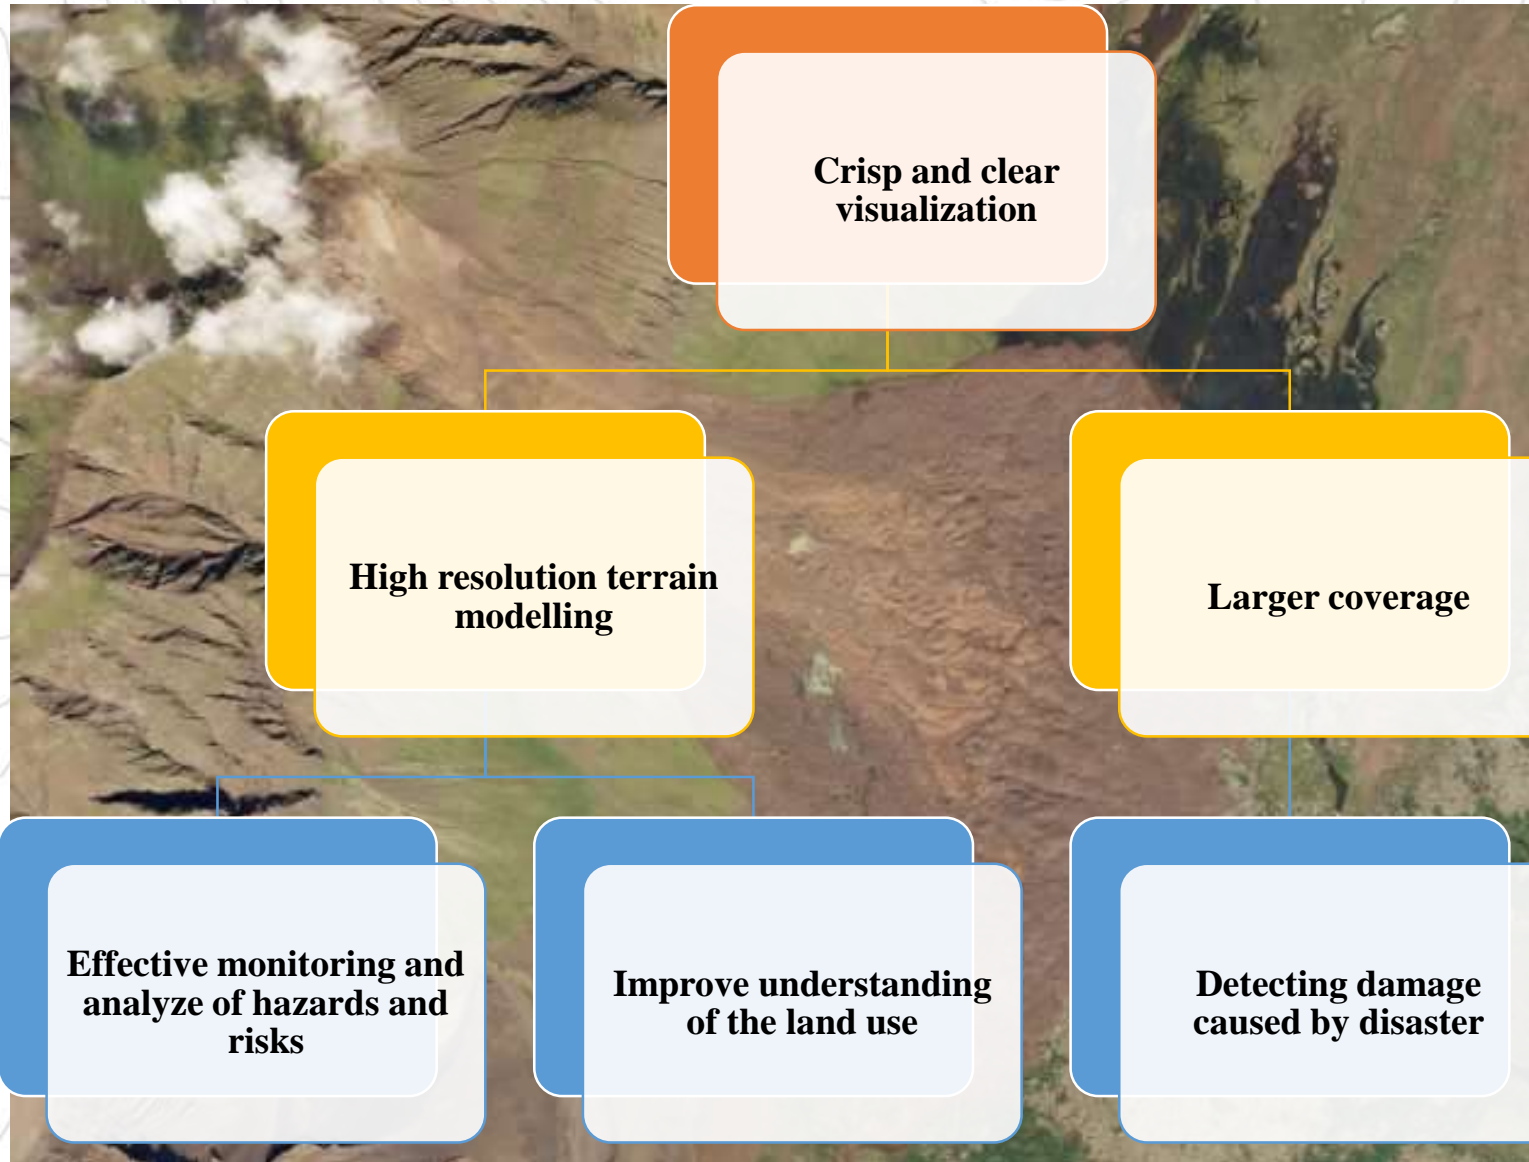 Crisp and clear
visualization
High resolution terrain
modelling
Larger coverage
Effective monitoring and
analyze of hazards and
risks
Improve understanding
of the land use
Detecting damage
caused by disaster